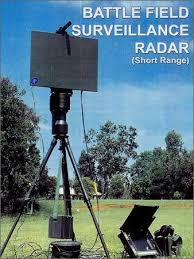 BATTLE FIELD
SURVEILLANCE
RADAR
(Short Range)